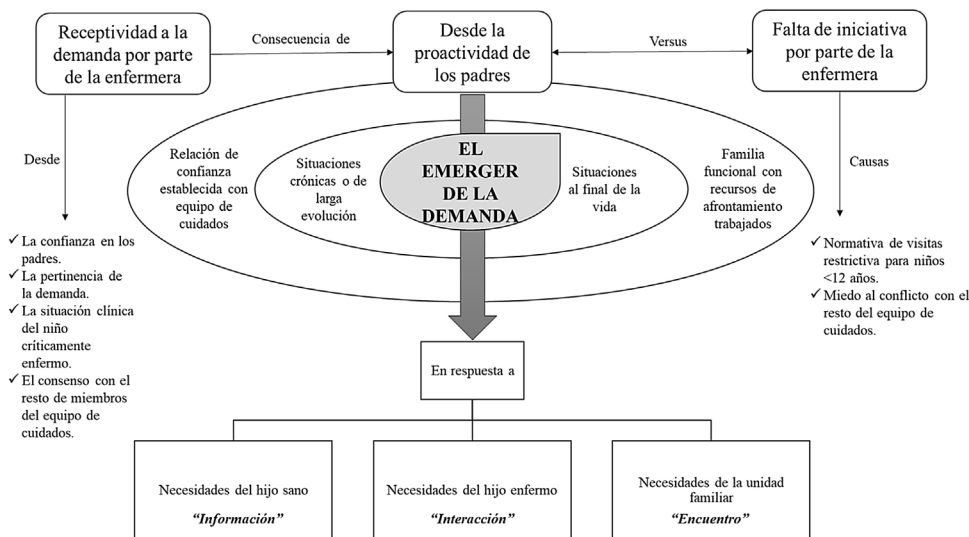 Receptividad a la
demanda por parte
de la enfermera
Consecuencia de
Desde la
proactividad de
los padres
Versus
Falta de iniciativa
por parte de la
enfermera
Desde
Relación de
confianza
establecida con
equipo de
cuidados
Situaciones
crónicas o de
larga
evolución
EL
EMERGER
DE LA
DEMANDA
Situaciones
al final de la
vida
Familia
funcional con
recursos de
afrontamiento
trabajados
Causas
✓ La confianza en los
padres.
✓ La pertinencia de
la demanda.
✓ La situación clínica
del niño
críticamente
enfermo.
✓ El consenso con el
resto de miembros
del equipo de
cuidados.
✓ Normativa de visitas
restrictiva para niños
<12 años.
✓ Miedo al conflicto con el
resto del equipo de
cuidados.
En respuesta a
Necesidades del hijo sano
“Información”
Necesidades del hijo enfermo
“Interacción”
Necesidades de la unidad
familiar
“Encuentro”